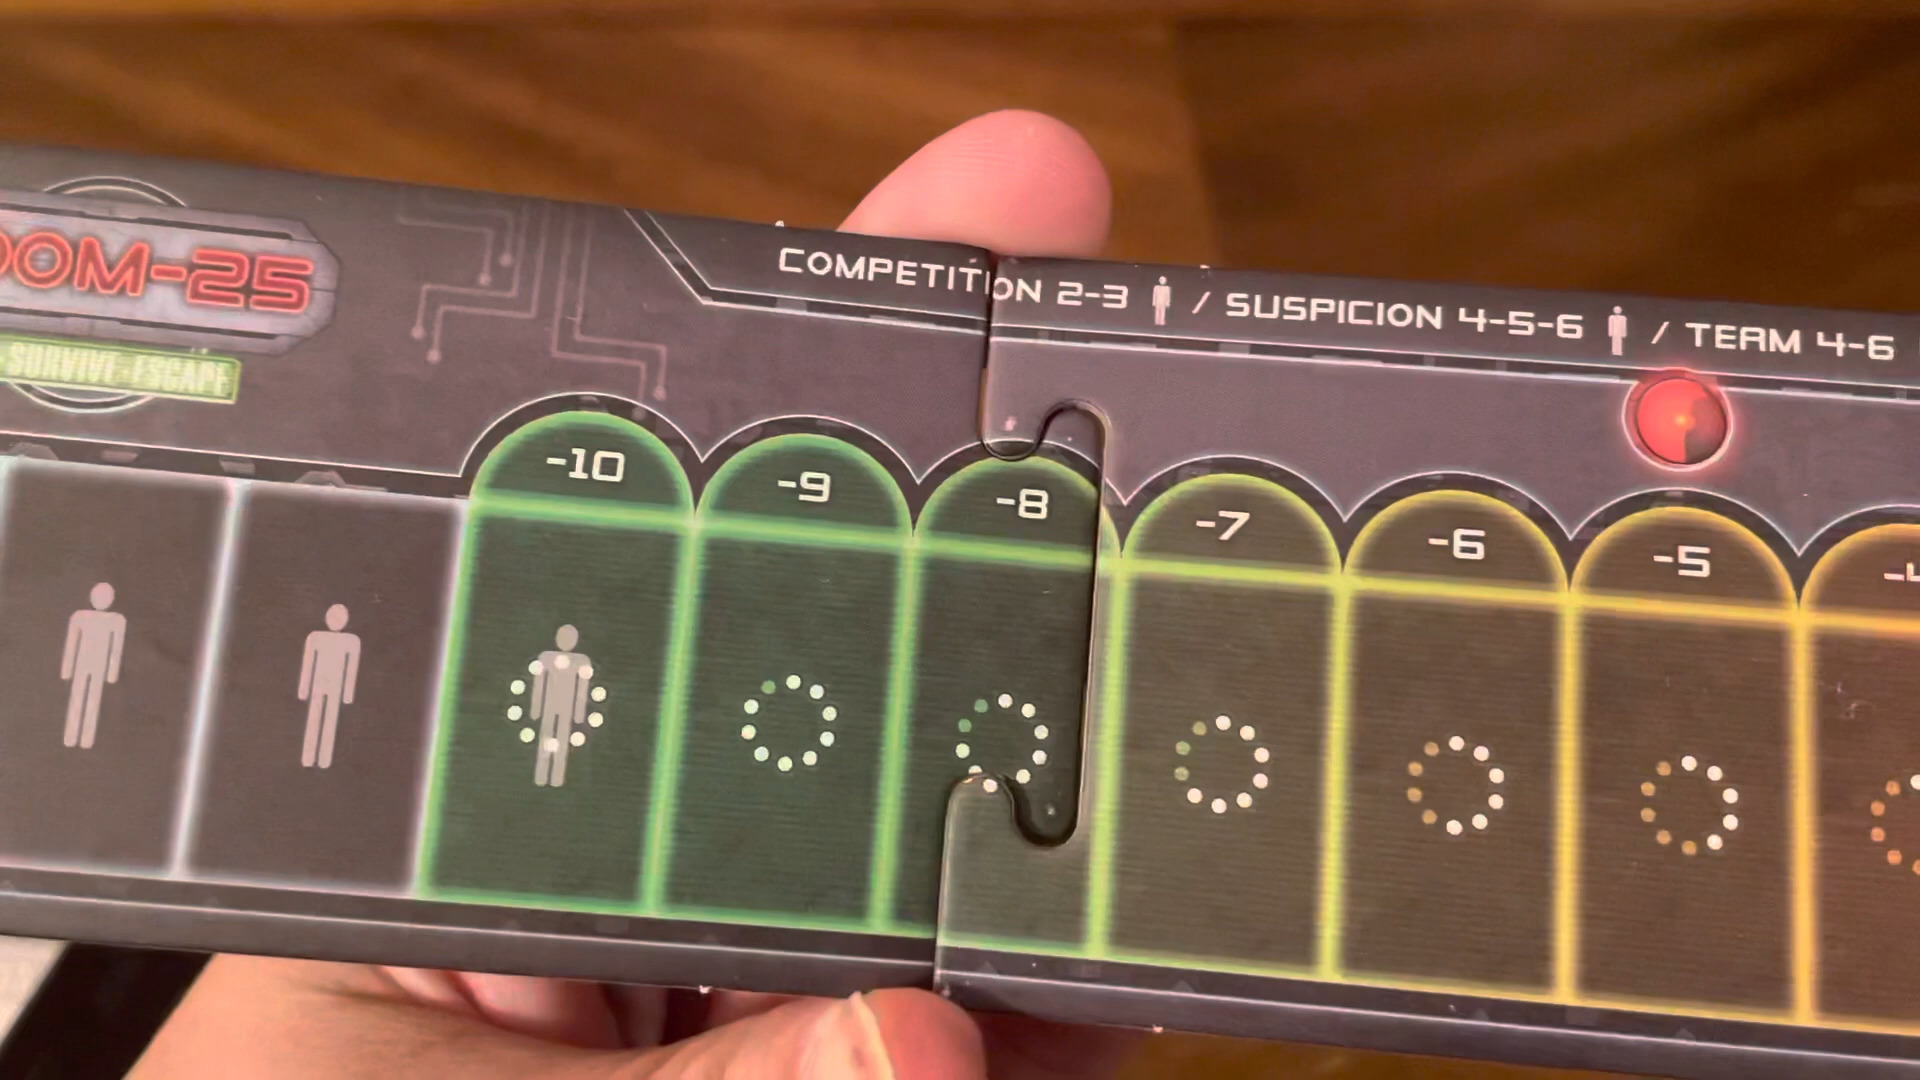 OOM-25
SURVIVE-ESCAPE
COMPETITION 2-3 / SUSPICION 4-5-6 / TEAM 4-6
-10 -9 -8 -7 -6 -5 -4